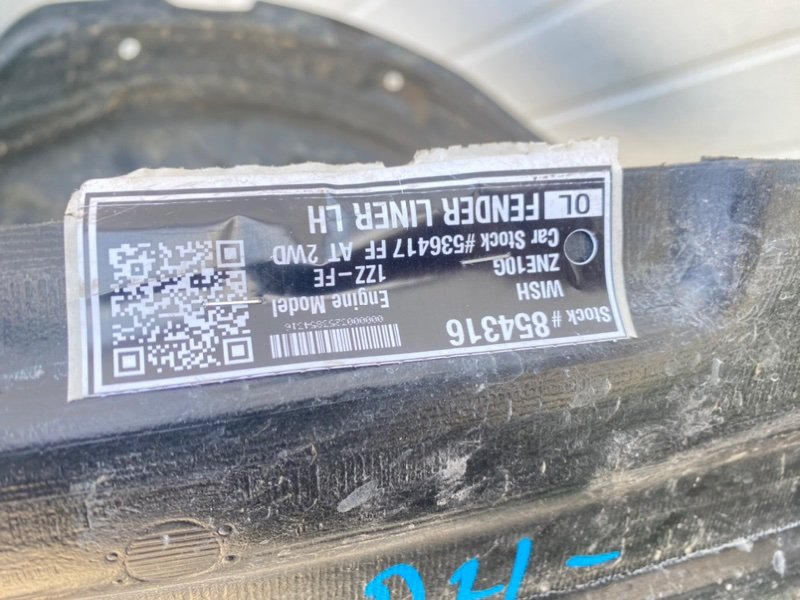 Stock # 854316
WISH
ZNE10G
Engine Model
1ZZ-FE
Car Stock #536417 FF AT 2WD
OL FENDER LINER LH